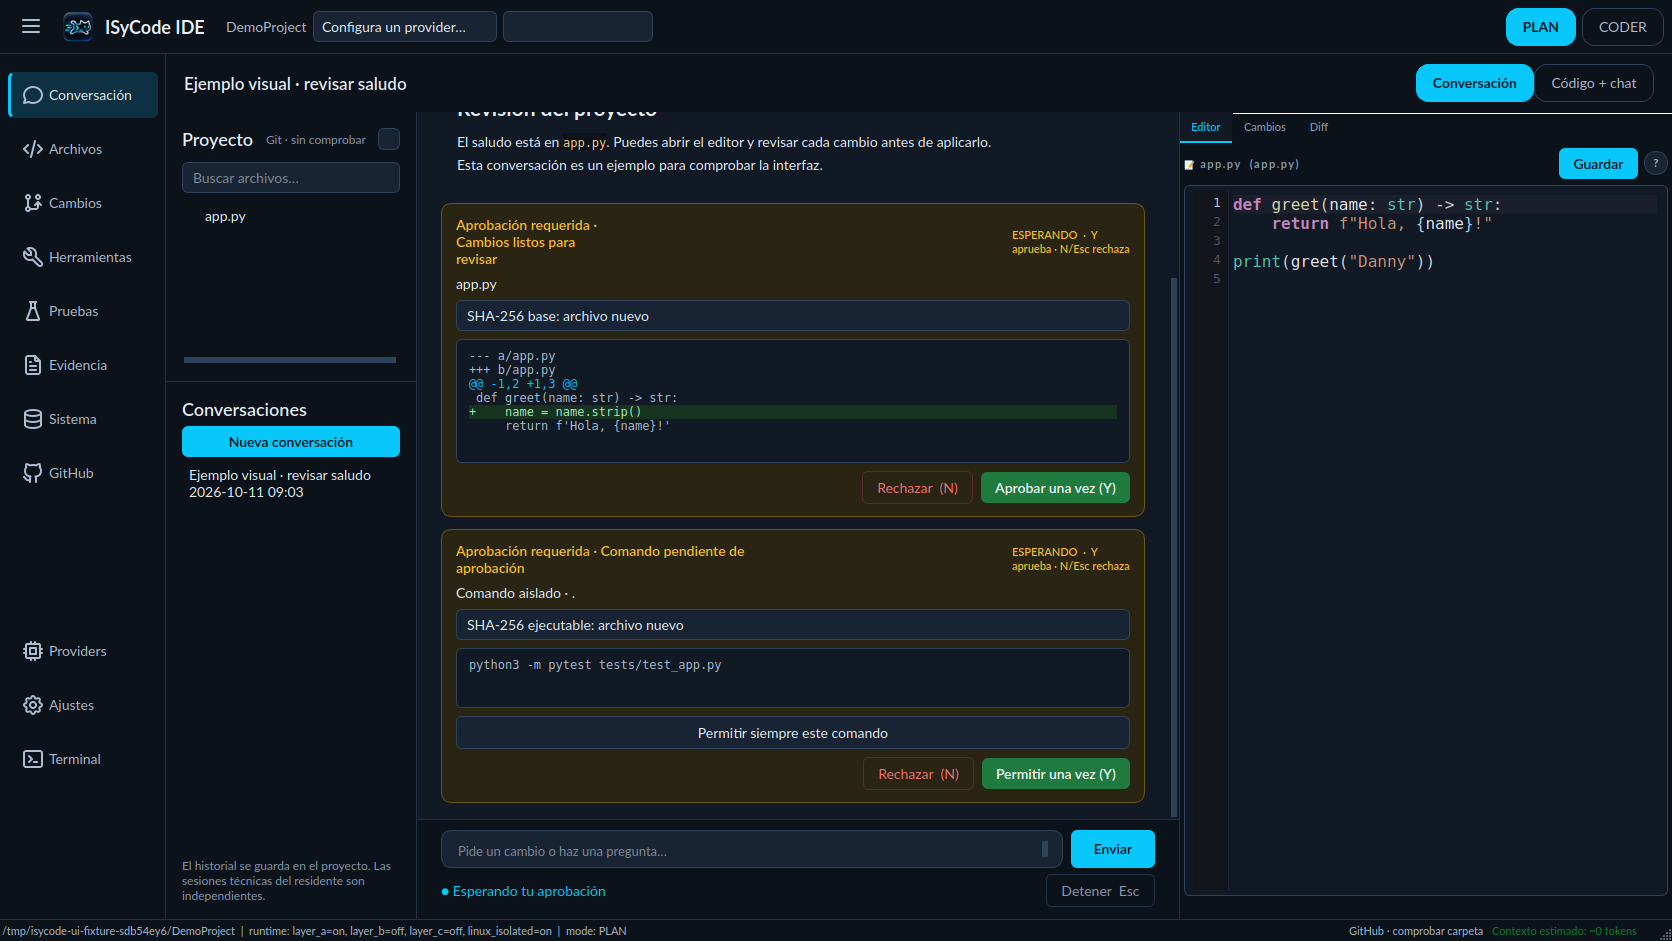 ISyCode IDE
DemoProject
Configura un provider...
PLAN
CODER
Conversación
Archivos
Cambios
Herramientas
Pruebas
Evidencia
Sistema
GitHub
Providers
Ajustes
Terminal
Ejemplo visual · revisar saludo
Conversación
Código + chat
Proyecto
Git · sin comprobar
Buscar archivos...
app.py
Conversaciones
Nueva conversación
Ejemplo visual · revisar saludo
2026-10-11 09:03
El historial se guarda en el proyecto. Las
sesiones técnicas del residente son
independientes.
Revisión del proyecto
El saludo está en app.py. Puedes abrir el editor y revisar cada cambio antes de aplicarlo.
Esta conversación es un ejemplo para comprobar la interfaz.
Aprobación requerida ·
Cambios listos para
revisar
ESPERANDO · Y
aprueba · N/Esc rechaza
app.py
SHA-256 base: archivo nuevo
--- a/app.py
+++ b/app.py
@@ -1,2 +1,3 @@
def greet(name: str) -> str:
+    name = name.strip()
return f'Hola, {name}!'
Rechazar (N)
Aprobar una vez (Y)
Aprobación requerida · Comando pendiente de
aprobación
ESPERANDO · Y
aprueba · N/Esc rechaza
Comando aislado · .
SHA-256 ejecutable: archivo nuevo
python3 -m pytest tests/test_app.py
Permitir siempre este comando
Rechazar (N)
Permitir una vez (Y)
Pide un cambio o haz una pregunta...
Enviar
Esperando tu aprobación
Detener Esc
Editor
Cambios
Diff
app.py (app.py)
Guardar
?
1 def greet(name: str) -> str:
2     return f"Hola, {name}!"
3
4 print(greet("Danny"))
5
/tmp/isycode-ui-fixture-sdb54ey6/DemoProject | runtime: layer_a=on, layer_b=off, layer_c=off, linux_isolated=on | mode: PLAN
GitHub · comprobar carpeta
Contexto estimado: ~0 tokens